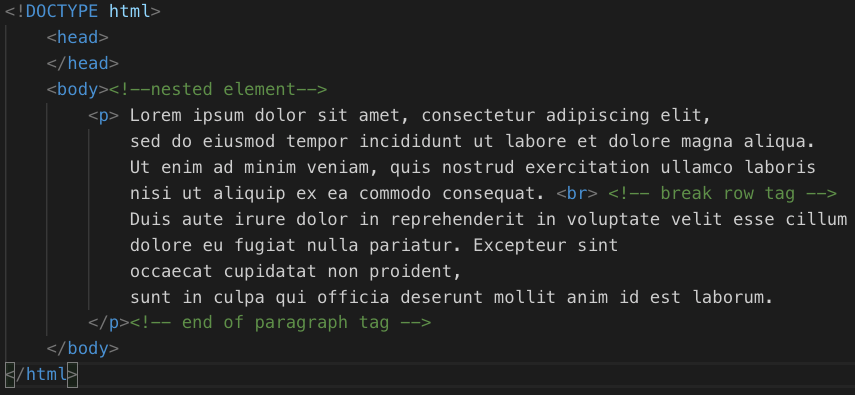 <!DOCTYPE html>
<head>
</head>
<body><!--nested element-->
<p> Lorem ipsum dolor sit amet, consectetur adipiscing elit,
sed do eiusmod tempor incididunt ut labore et dolore magna aliqua.
Ut enim ad minim veniam, quis nostrud exercitation ullamco laboris
nisi ut aliquip ex ea commodo consequat. <br> <!-- break row tag -->
Duis aute irure dolor in reprehenderit in voluptate velit esse cillum
dolore eu fugiat nulla pariatur. Excepteur sint
occaecat cupidatat non proident,
sunt in culpa qui officia deserunt mollit anim id est laborum.
</p><!-- end of paragraph tag -->
</body>
</html>